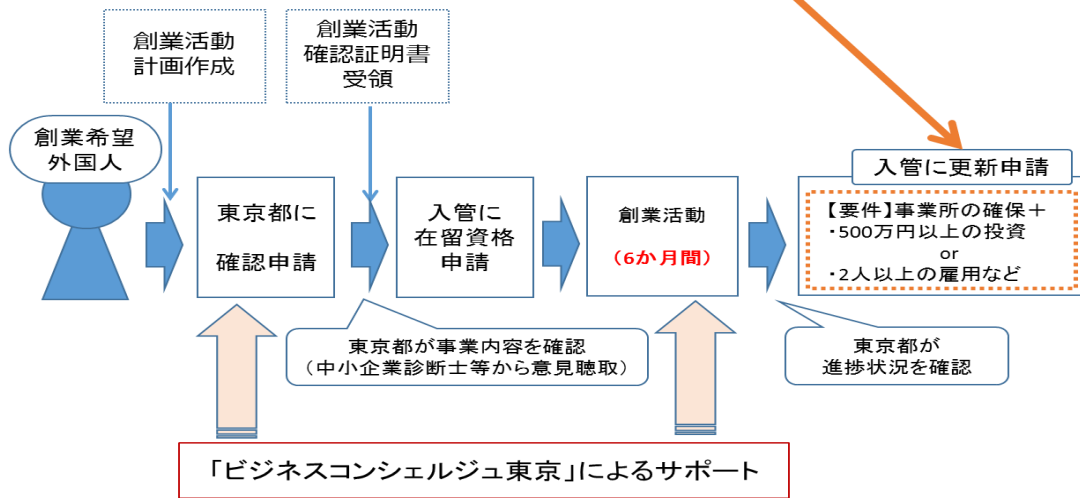 創業活動
計画作成
創業活動
確認証明書
受領
創業希望
外国人
東京都に
確認申請
入管に
在留資格
申請
創業活動
(6か月間)
入管に更新申請
【要件】事業所の確保＋
・500万円以上の投資
or
・2人以上の雇用など
東京都が事業内容を確認
(中小企業診断士等から意見聴取)
東京都が
進捗状況を確認
「ビジネスコンシェルジュ東京」によるサポート